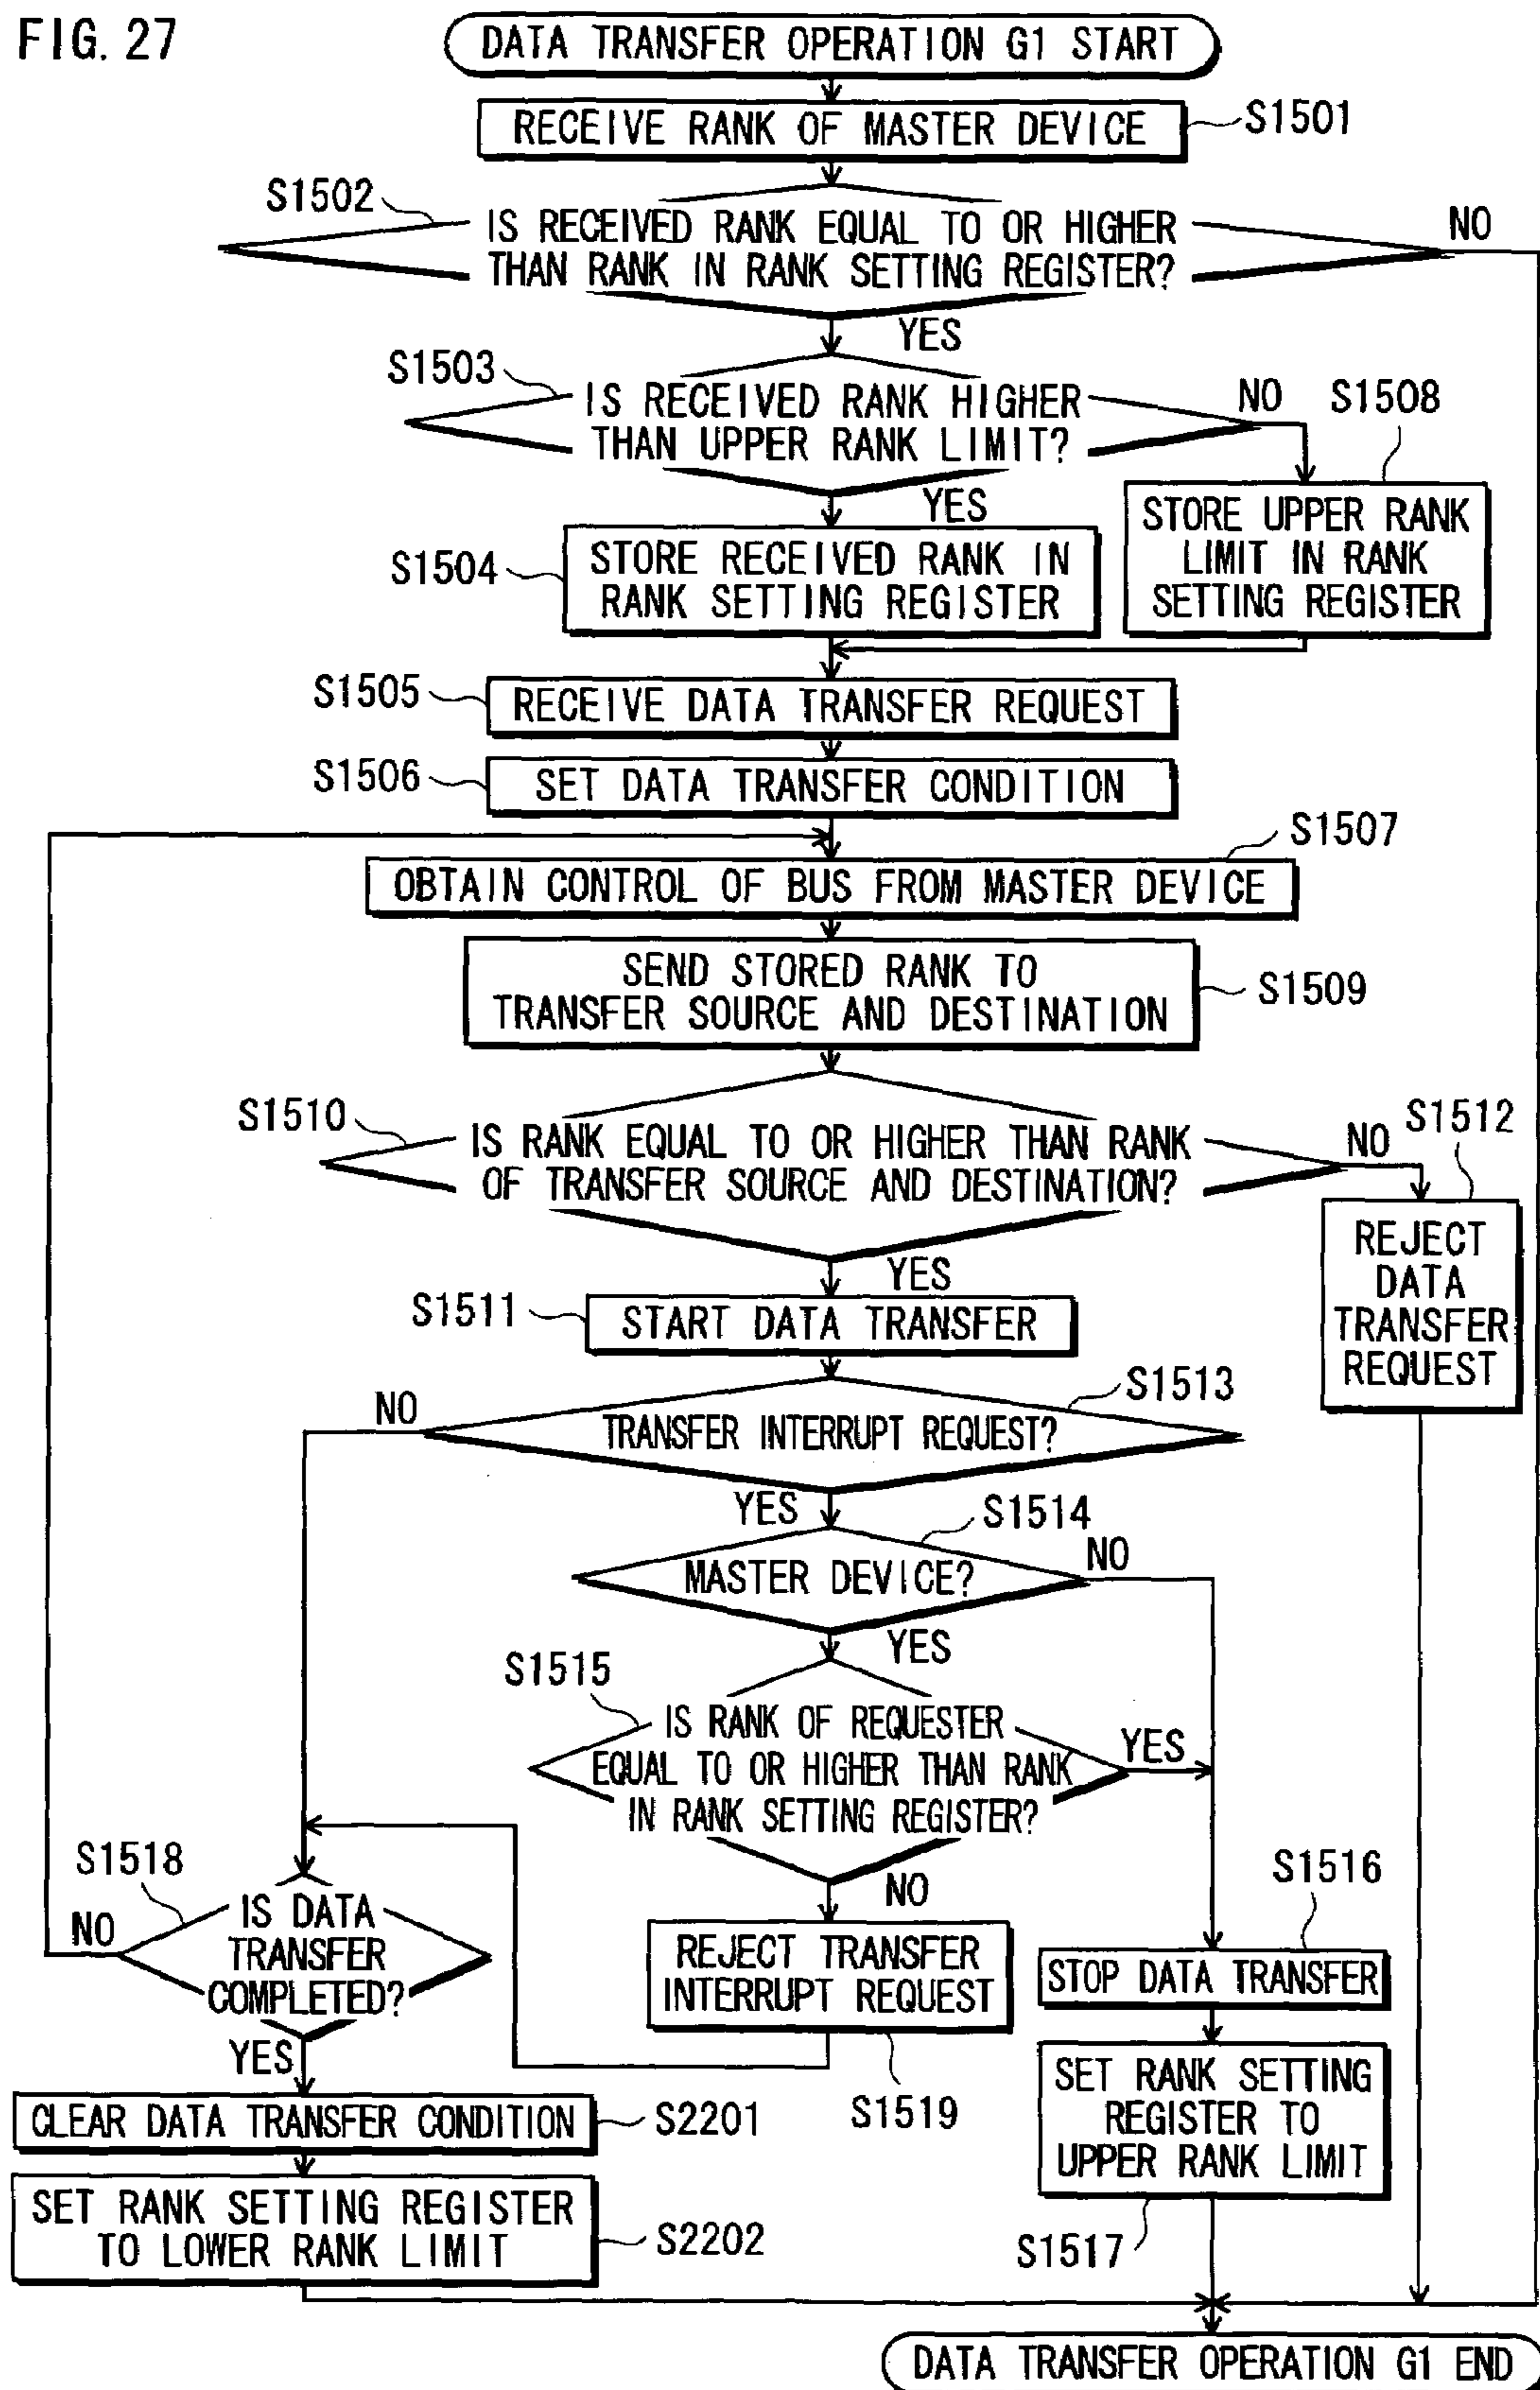 FIG. 27
DATA TRANSFER OPERATION G1 START
RECEIVE RANK OF MASTER DEVICE
S1501
S1502
IS RECEIVED RANK EQUAL TO OR HIGHER
THAN RANK IN RANK SETTING REGISTER?
NO
YES
S1503
IS RECEIVED RANK HIGHER
THAN UPPER RANK LIMIT?
NO
S1508
YES
STORE UPPER RANK
LIMIT IN RANK
SETTING REGISTER
S1504
STORE RECEIVED RANK IN
RANK SETTING REGISTER
S1505
RECEIVE DATA TRANSFER REQUEST
S1506
SET DATA TRANSFER CONDITION
S1507
OBTAIN CONTROL OF BUS FROM MASTER DEVICE
SEND STORED RANK TO
TRANSFER SOURCE AND DESTINATION
S1509
S1510
IS RANK EQUAL TO OR HIGHER THAN RANK
OF TRANSFER SOURCE AND DESTINATION?
NO
S1512
YES
REJECT
DATA
TRANSFER
REQUEST
S1511
START DATA TRANSFER
S1513
NO
TRANSFER INTERRUPT REQUEST?
YES
S1514
MASTER DEVICE?
NO
YES
S1515
IS RANK OF REQUESTER
EQUAL TO OR HIGHER THAN RANK
IN RANK SETTING REGISTER?
YES
NO
S1518
IS DATA
TRANSFER
COMPLETED?
NO
YES
REJECT TRANSFER
INTERRUPT REQUEST
S1519
S1516
STOP DATA TRANSFER
SET RANK SETTING
REGISTER TO
UPPER RANK LIMIT
S1517
CLEAR DATA TRANSFER CONDITION
S2201
SET RANK SETTING REGISTER
TO LOWER RANK LIMIT
S2202
DATA TRANSFER OPERATION G1 END